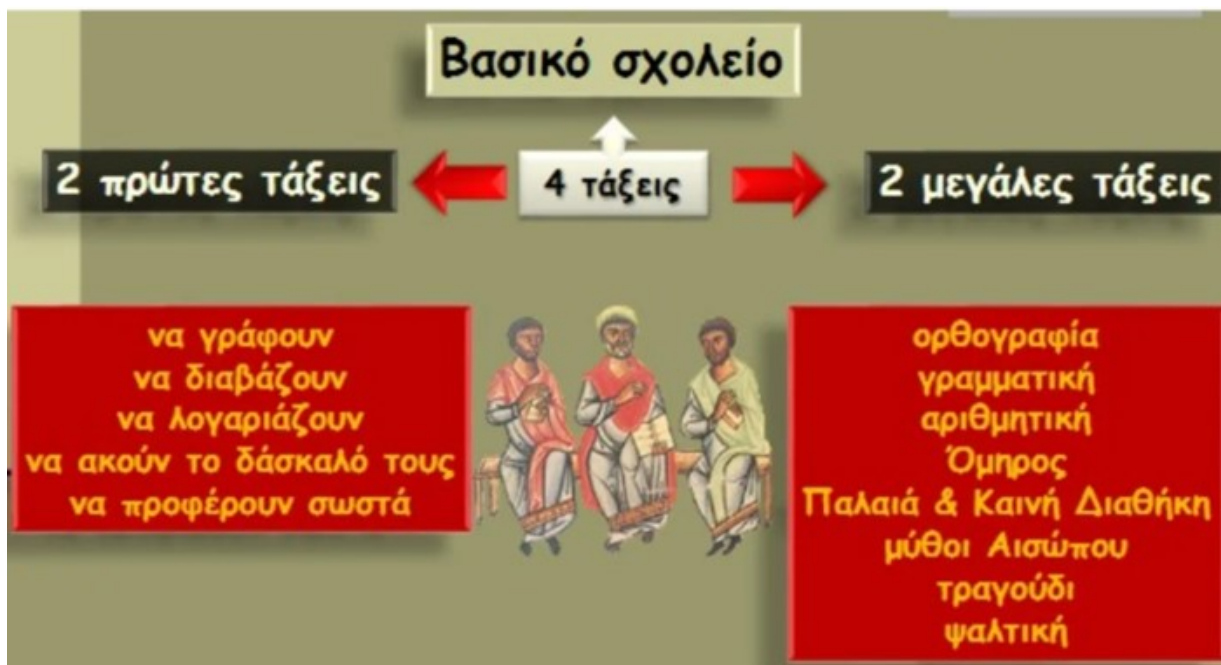 Βασικό σχολείο
2 πρώτες τάξεις
4 τάξεις
2 μεγάλες τάξεις
να γράφουν
να διαβάζουν
να λογαριάζουν
να ακούν το δάσκαλό τους
να προφέρουν σωστά
ορθογραφία
γραμματική
αριθμητική
Όμηρος
Παλαιά & Καινή Διαθήκη
μύθοι Αισώπου
τραγούδι
ψαλτική